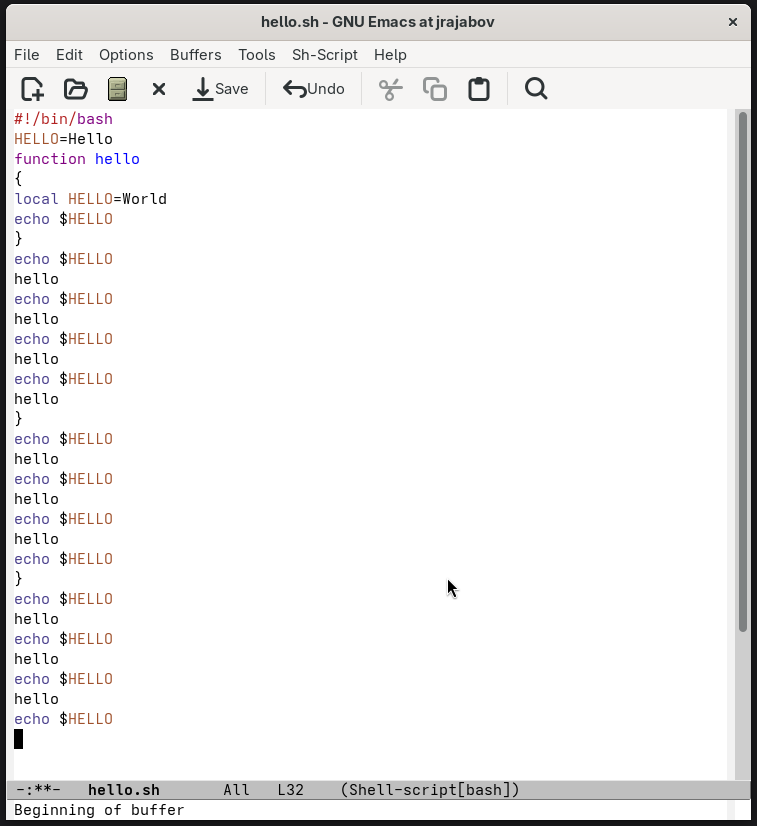 hello.sh - GNU Emacs at jrajabov ×
File Edit Options Buffers Tools Sh-Script Help
Save Undo
#!/bin/bash
HELLO=Hello
function hello
{
local HELLO=World
echo $HELLO
}
echo $HELLO
hello
echo $HELLO
hello
echo $HELLO
hello
echo $HELLO
hello
}
echo $HELLO
hello
echo $HELLO
hello
echo $HELLO
hello
echo $HELLO
}
echo $HELLO
hello
echo $HELLO
hello
echo $HELLO
hello
echo $HELLO
-:**- hello.sh All L32 (Shell-script[bash])
Beginning of buffer